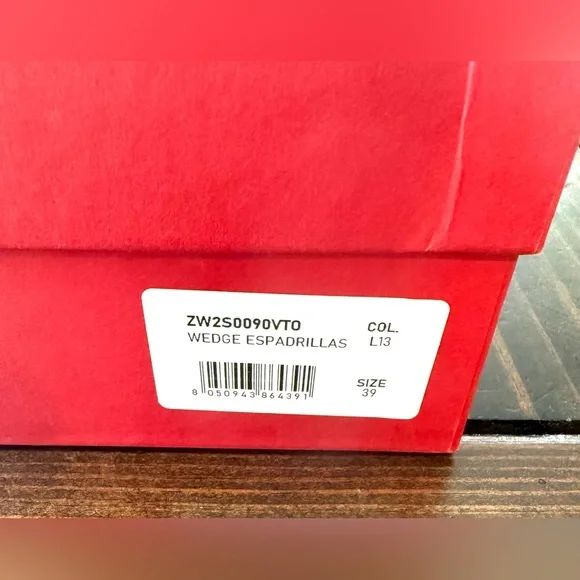 ZW2S0090VTO COL.
WEDGE ESPADRILLAS L13
SIZE
39
8 050943 864391